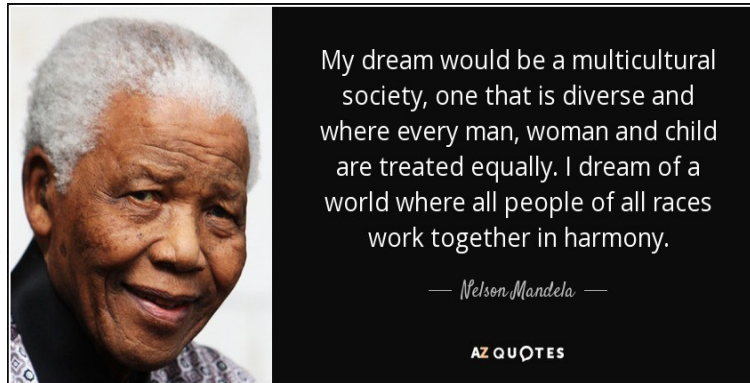 My dream would be a multicultural
society, one that is diverse and
where every man, woman and child
are treated equally. I dream of a
world where all people of all races
work together in harmony.
Nelson Mandela
AZ QUOTES